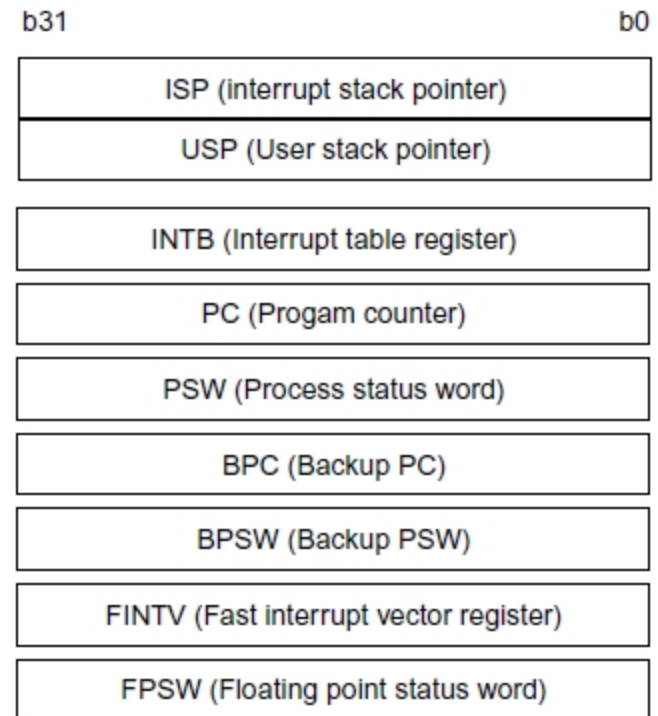 b31 b0
ISP (interrupt stack pointer)
USP (User stack pointer)
INTB (Interrupt table register)
PC (Progam counter)
PSW (Process status word)
BPC (Backup PC)
BPSW (Backup PSW)
FINTV (Fast interrupt vector register)
FPSW (Floating point status word)